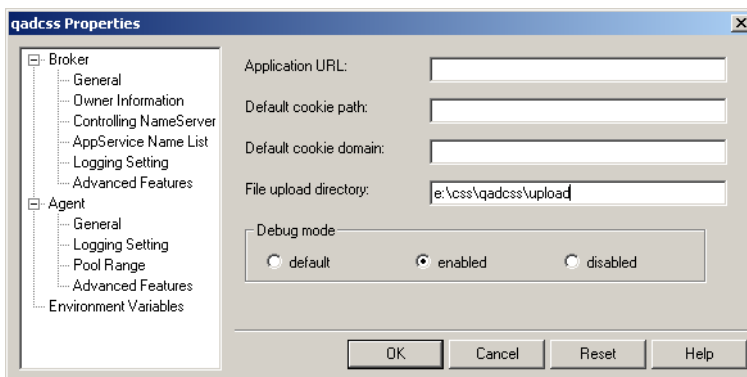 qadcss Properties
Broker
General
Owner Information
Controlling NameServer
AppService Name List
Logging Setting
Advanced Features
Agent
General
Logging Setting
Pool Range
Advanced Features
Environment Variables
Application URL:
Default cookie path:
Default cookie domain:
File upload directory: e:\css\qadcss\upload
Debug mode
default enabled disabled
OK Cancel Reset Help